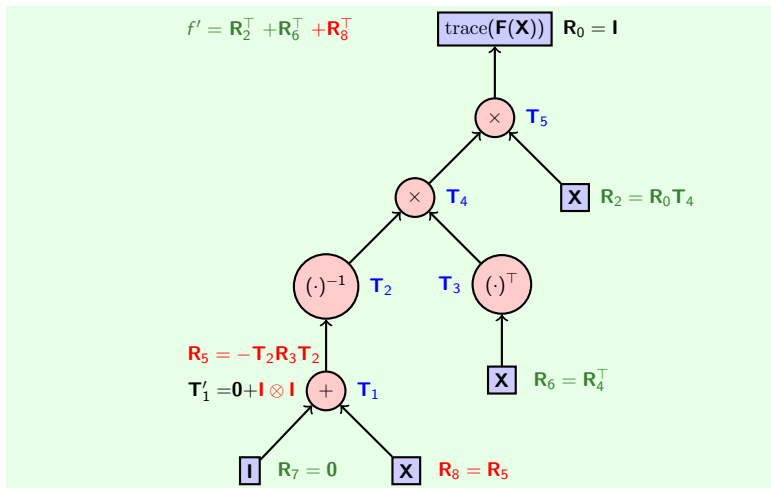 f′ = R₂⊤ +R₆⊤ +R₈⊤
trace(F(X)) R₀ = I
× T₅
× T₄
X R₂ = R₀T₄
(·)⁻¹ T₂
T₃ (·)⊤
R₅ = −T₂R₃T₂
T′₁ =0+I ⊗ I
+ T₁
X R₆ = R₄⊤
I R₇ = 0
X R₈ = R₅